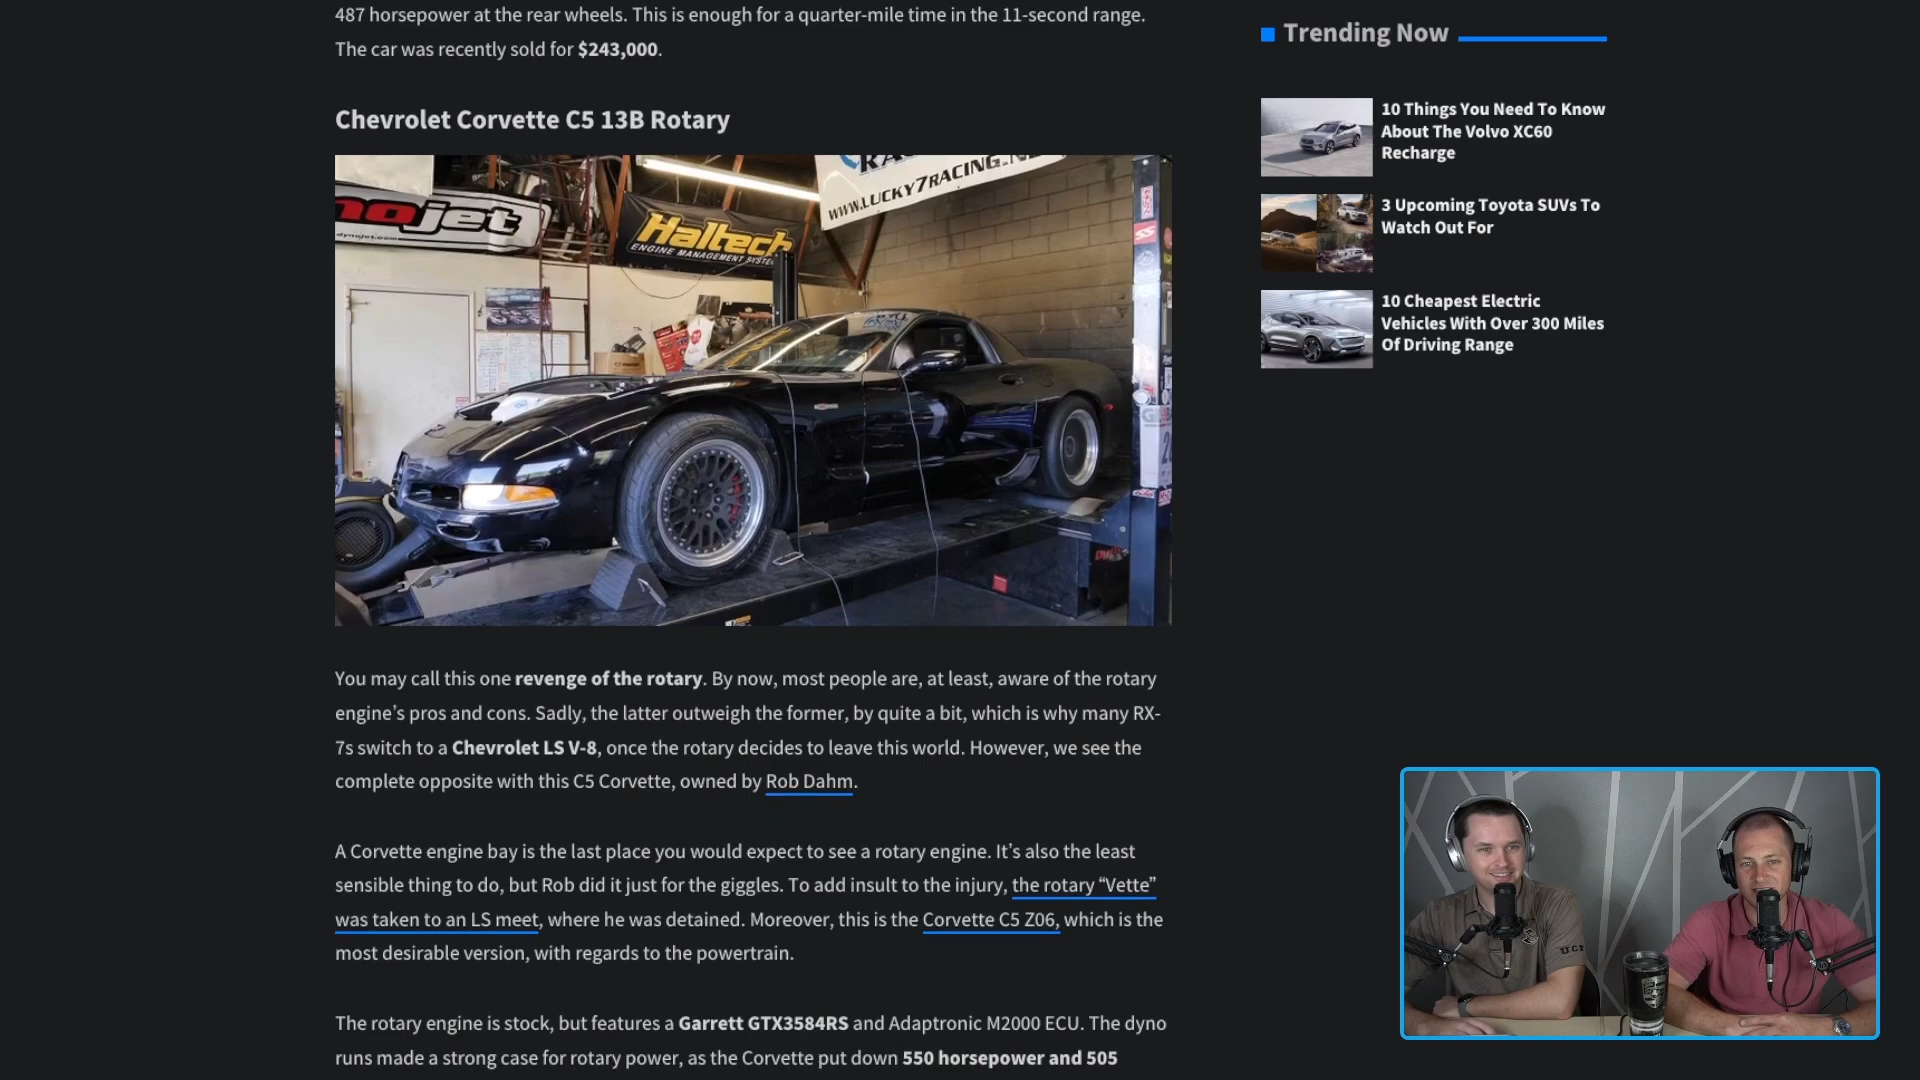 487 horsepower at the rear wheels. This is enough for a quarter-mile time in the 11-second range.
The car was recently sold for $243,000.
Chevrolet Corvette C5 13B Rotary
WWW.LUCKY7RACING.N
nojet
dynojet.com
Haltech
ENGINE MANAGEMENT SYSTE
SS
You may call this one revenge of the rotary. By now, most people are, at least, aware of the rotary
engine’s pros and cons. Sadly, the latter outweigh the former, by quite a bit, which is why many RX-
7s switch to a Chevrolet LS V-8, once the rotary decides to leave this world. However, we see the
complete opposite with this C5 Corvette, owned by Rob Dahm.
A Corvette engine bay is the last place you would expect to see a rotary engine. It’s also the least
sensible thing to do, but Rob did it just for the giggles. To add insult to the injury, the rotary “Vette”
was taken to an LS meet, where he was detained. Moreover, this is the Corvette C5 Z06, which is the
most desirable version, with regards to the powertrain.
The rotary engine is stock, but features a Garrett GTX3584RS and Adaptronic M2000 ECU. The dyno
runs made a strong case for rotary power, as the Corvette put down 550 horsepower and 505
Trending Now
10 Things You Need To Know
About The Volvo XC60
Recharge
3 Upcoming Toyota SUVs To
Watch Out For
10 Cheapest Electric
Vehicles With Over 300 Miles
Of Driving Range
UCF